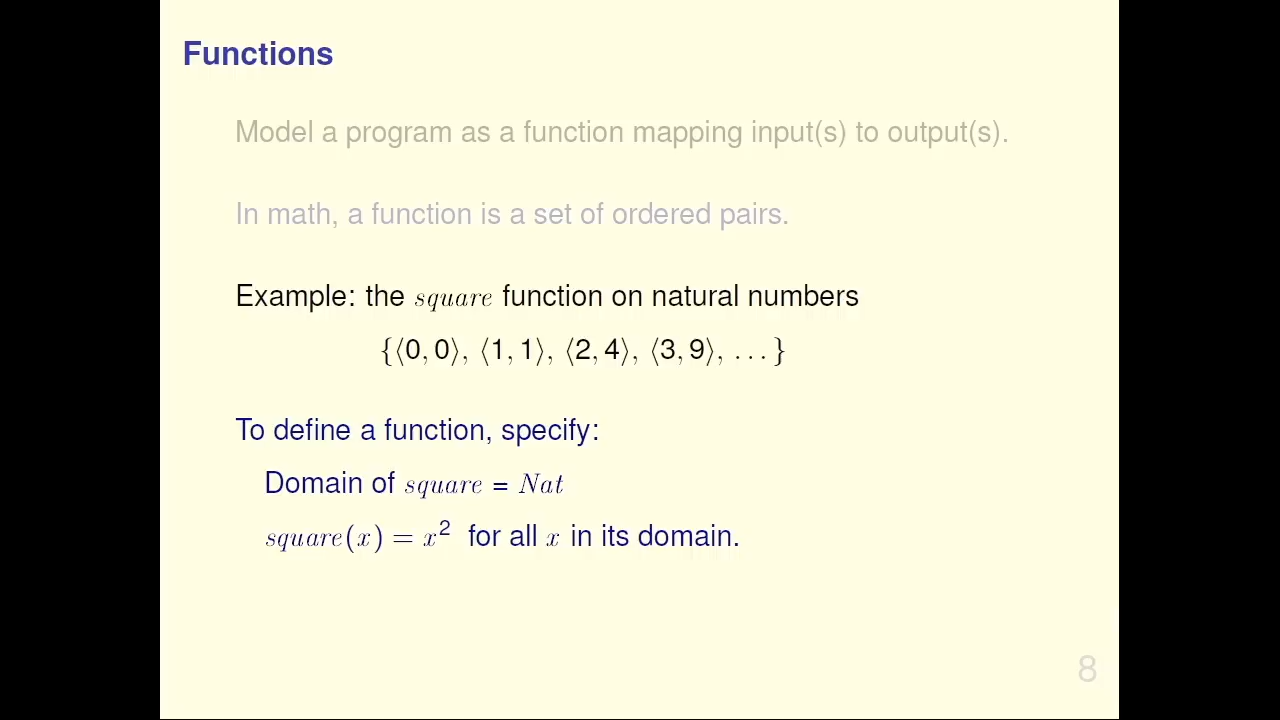 Functions
Model a program as a function mapping input(s) to output(s).
In math, a function is a set of ordered pairs.
Example: the square function on natural numbers
{⟨0, 0⟩, ⟨1, 1⟩, ⟨2, 4⟩, ⟨3, 9⟩, ...}
To define a function, specify:
Domain of square = Nat
square(x) = x² for all x in its domain.
8